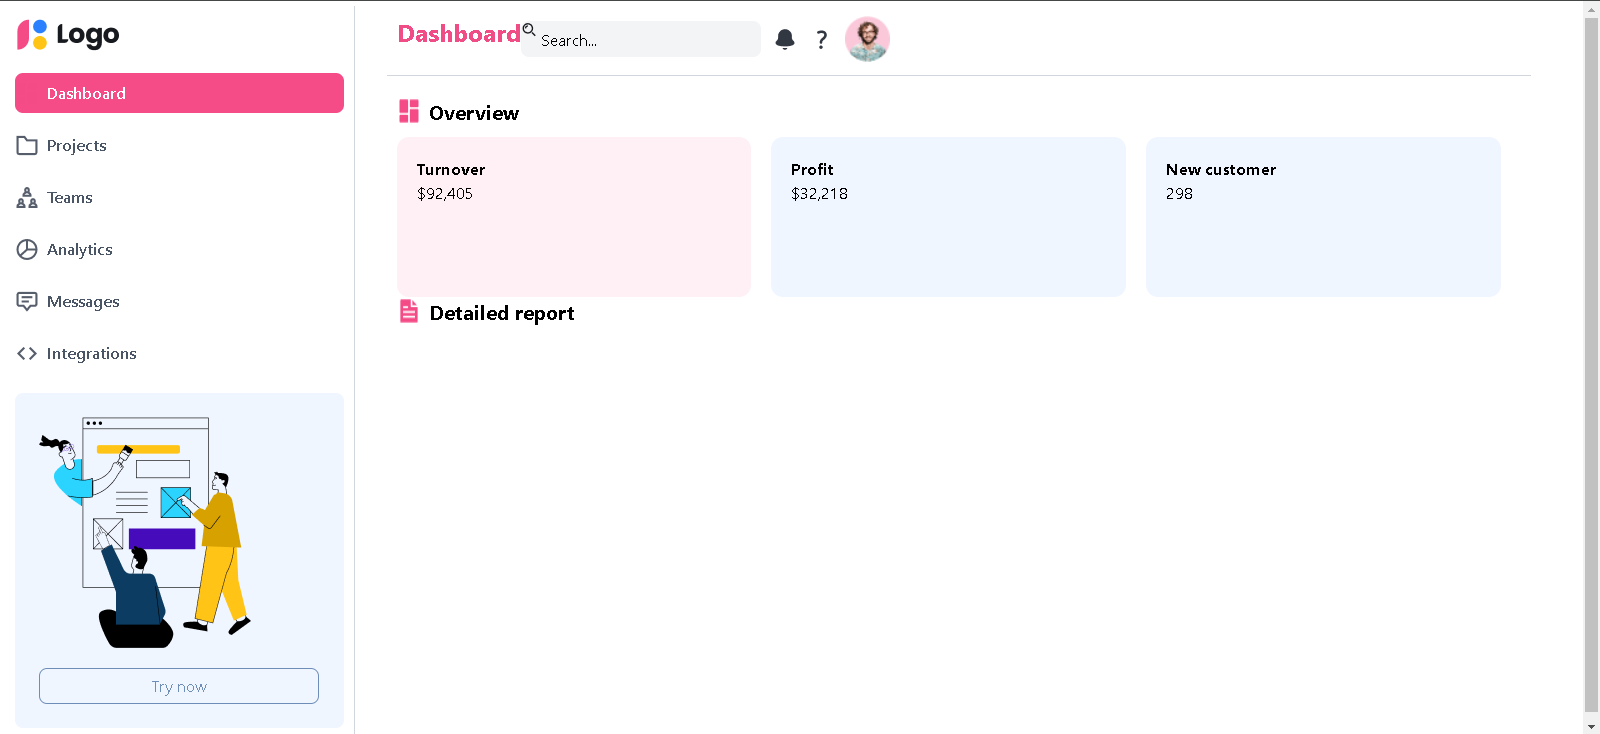 Logo
Dashboard
Projects
Teams
Analytics
Messages
Integrations
Try now
Dashboard
Search...
?
Overview
Turnover
$92,405
Profit
$32,218
New customer
298
Detailed report